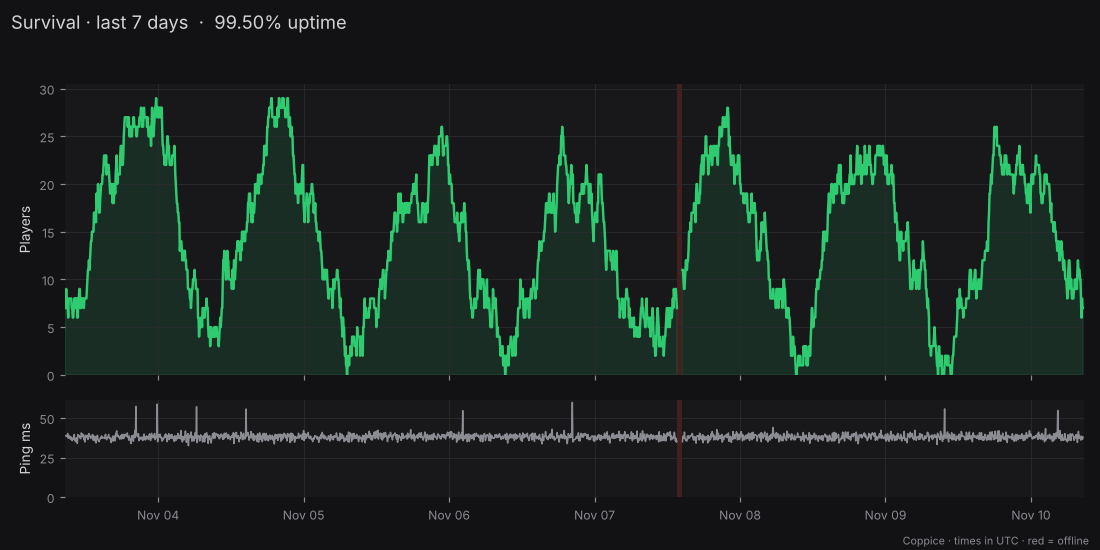 Survival · last 7 days · 99.50% uptime
30
25
20
15
10
5
0
Players
50
25
0
Ping ms
Nov 04 Nov 05 Nov 06 Nov 07 Nov 08 Nov 09 Nov 10
Coppice · times in UTC · red = offline